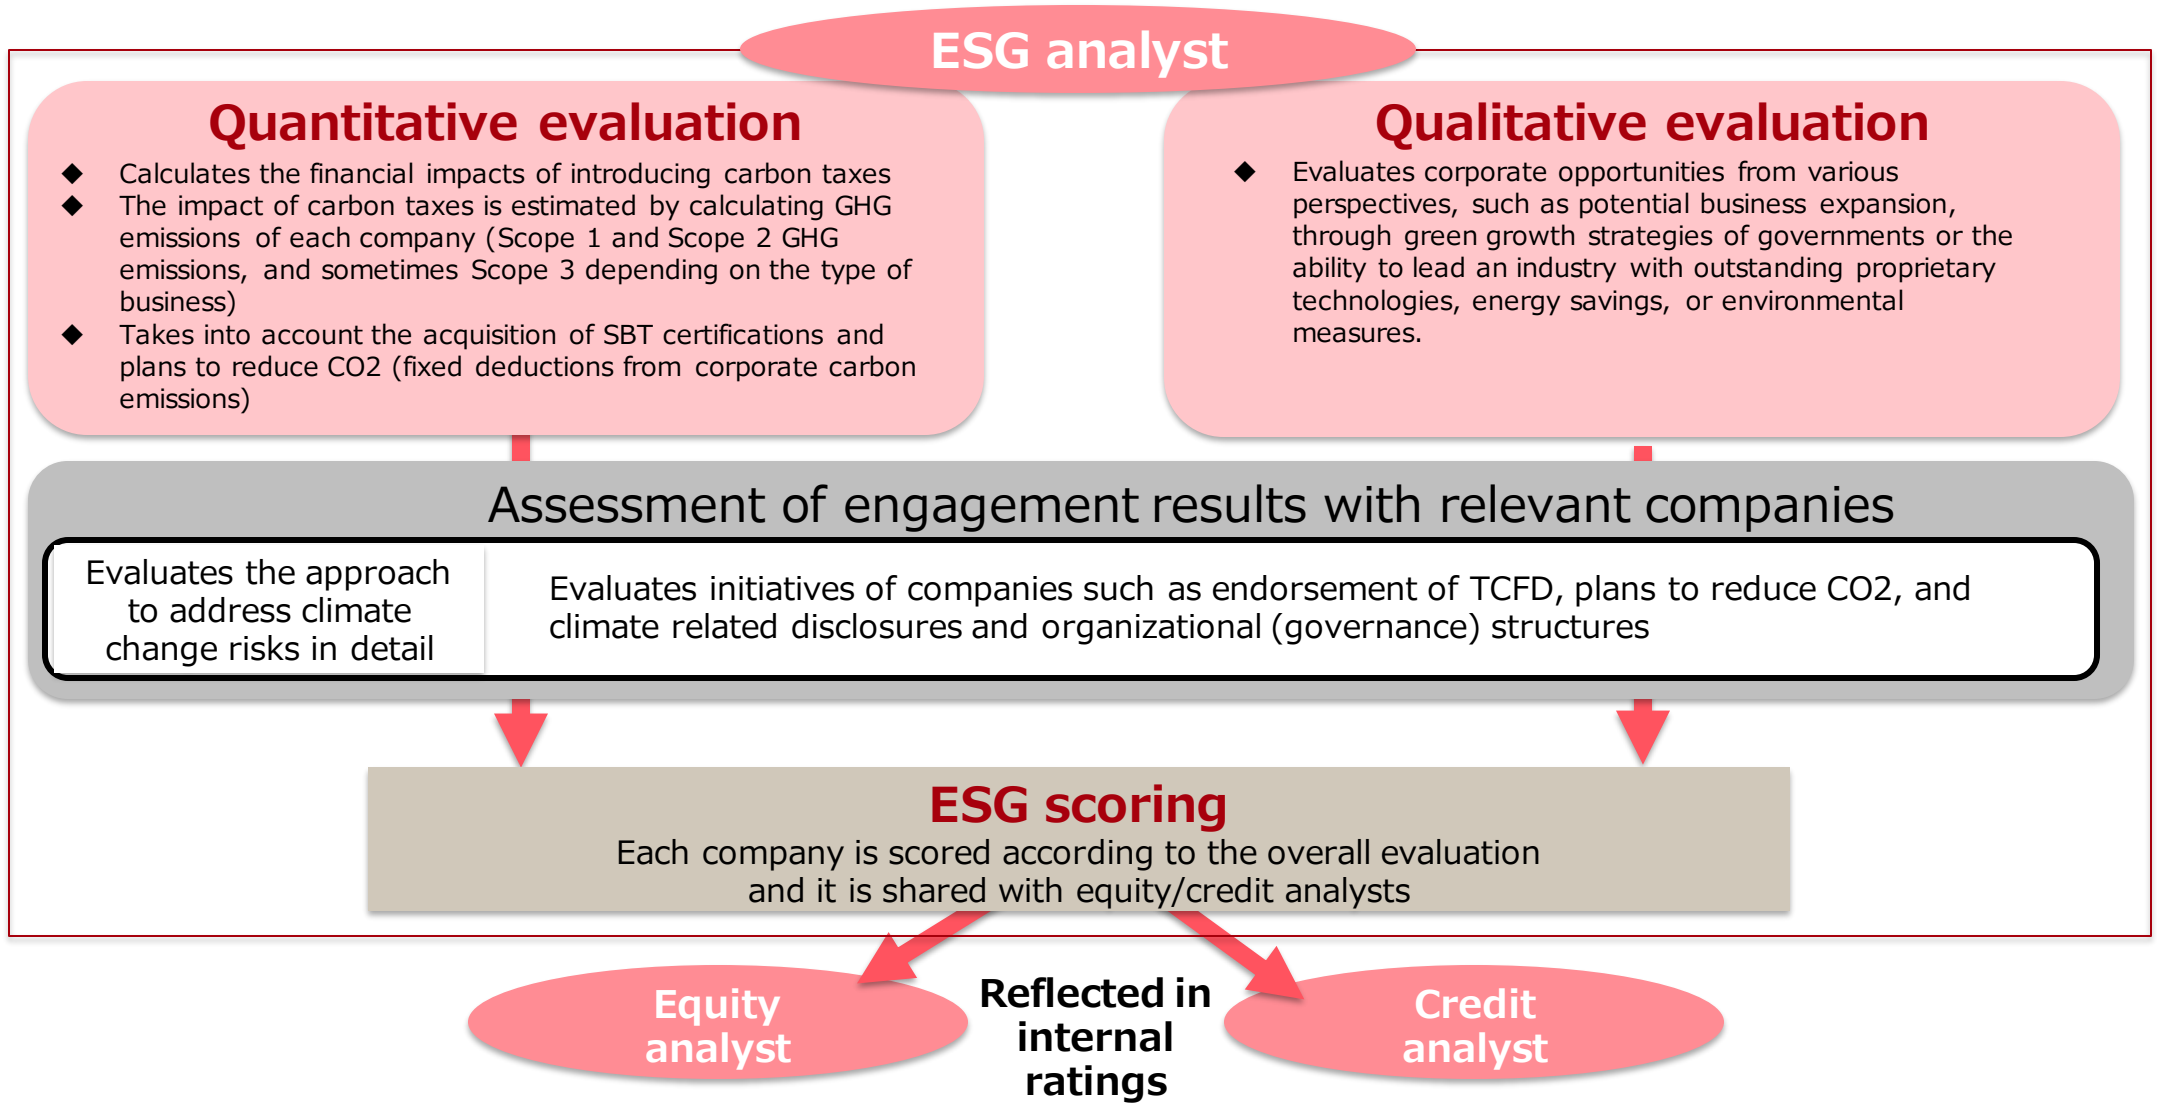 ESG analyst
Quantitative evaluation
◆ Calculates the financial impacts of introducing carbon taxes
◆ The impact of carbon taxes is estimated by calculating GHG
emissions of each company (Scope 1 and Scope 2 GHG
emissions, and sometimes Scope 3 depending on the type of
business)
◆ Takes into account the acquisition of SBT certifications and
plans to reduce CO2 (fixed deductions from corporate carbon
emissions)
Qualitative evaluation
◆ Evaluates corporate opportunities from various
perspectives, such as potential business expansion,
through green growth strategies of governments or the
ability to lead an industry with outstanding proprietary
technologies, energy savings, or environmental
measures.
Assessment of engagement results with relevant companies
Evaluates the approach
to address climate
change risks in detail
Evaluates initiatives of companies such as endorsement of TCFD, plans to reduce CO2, and
climate related disclosures and organizational (governance) structures
ESG scoring
Each company is scored according to the overall evaluation
and it is shared with equity/credit analysts
Equity
analyst
Reflected in
internal
ratings
Credit
analyst